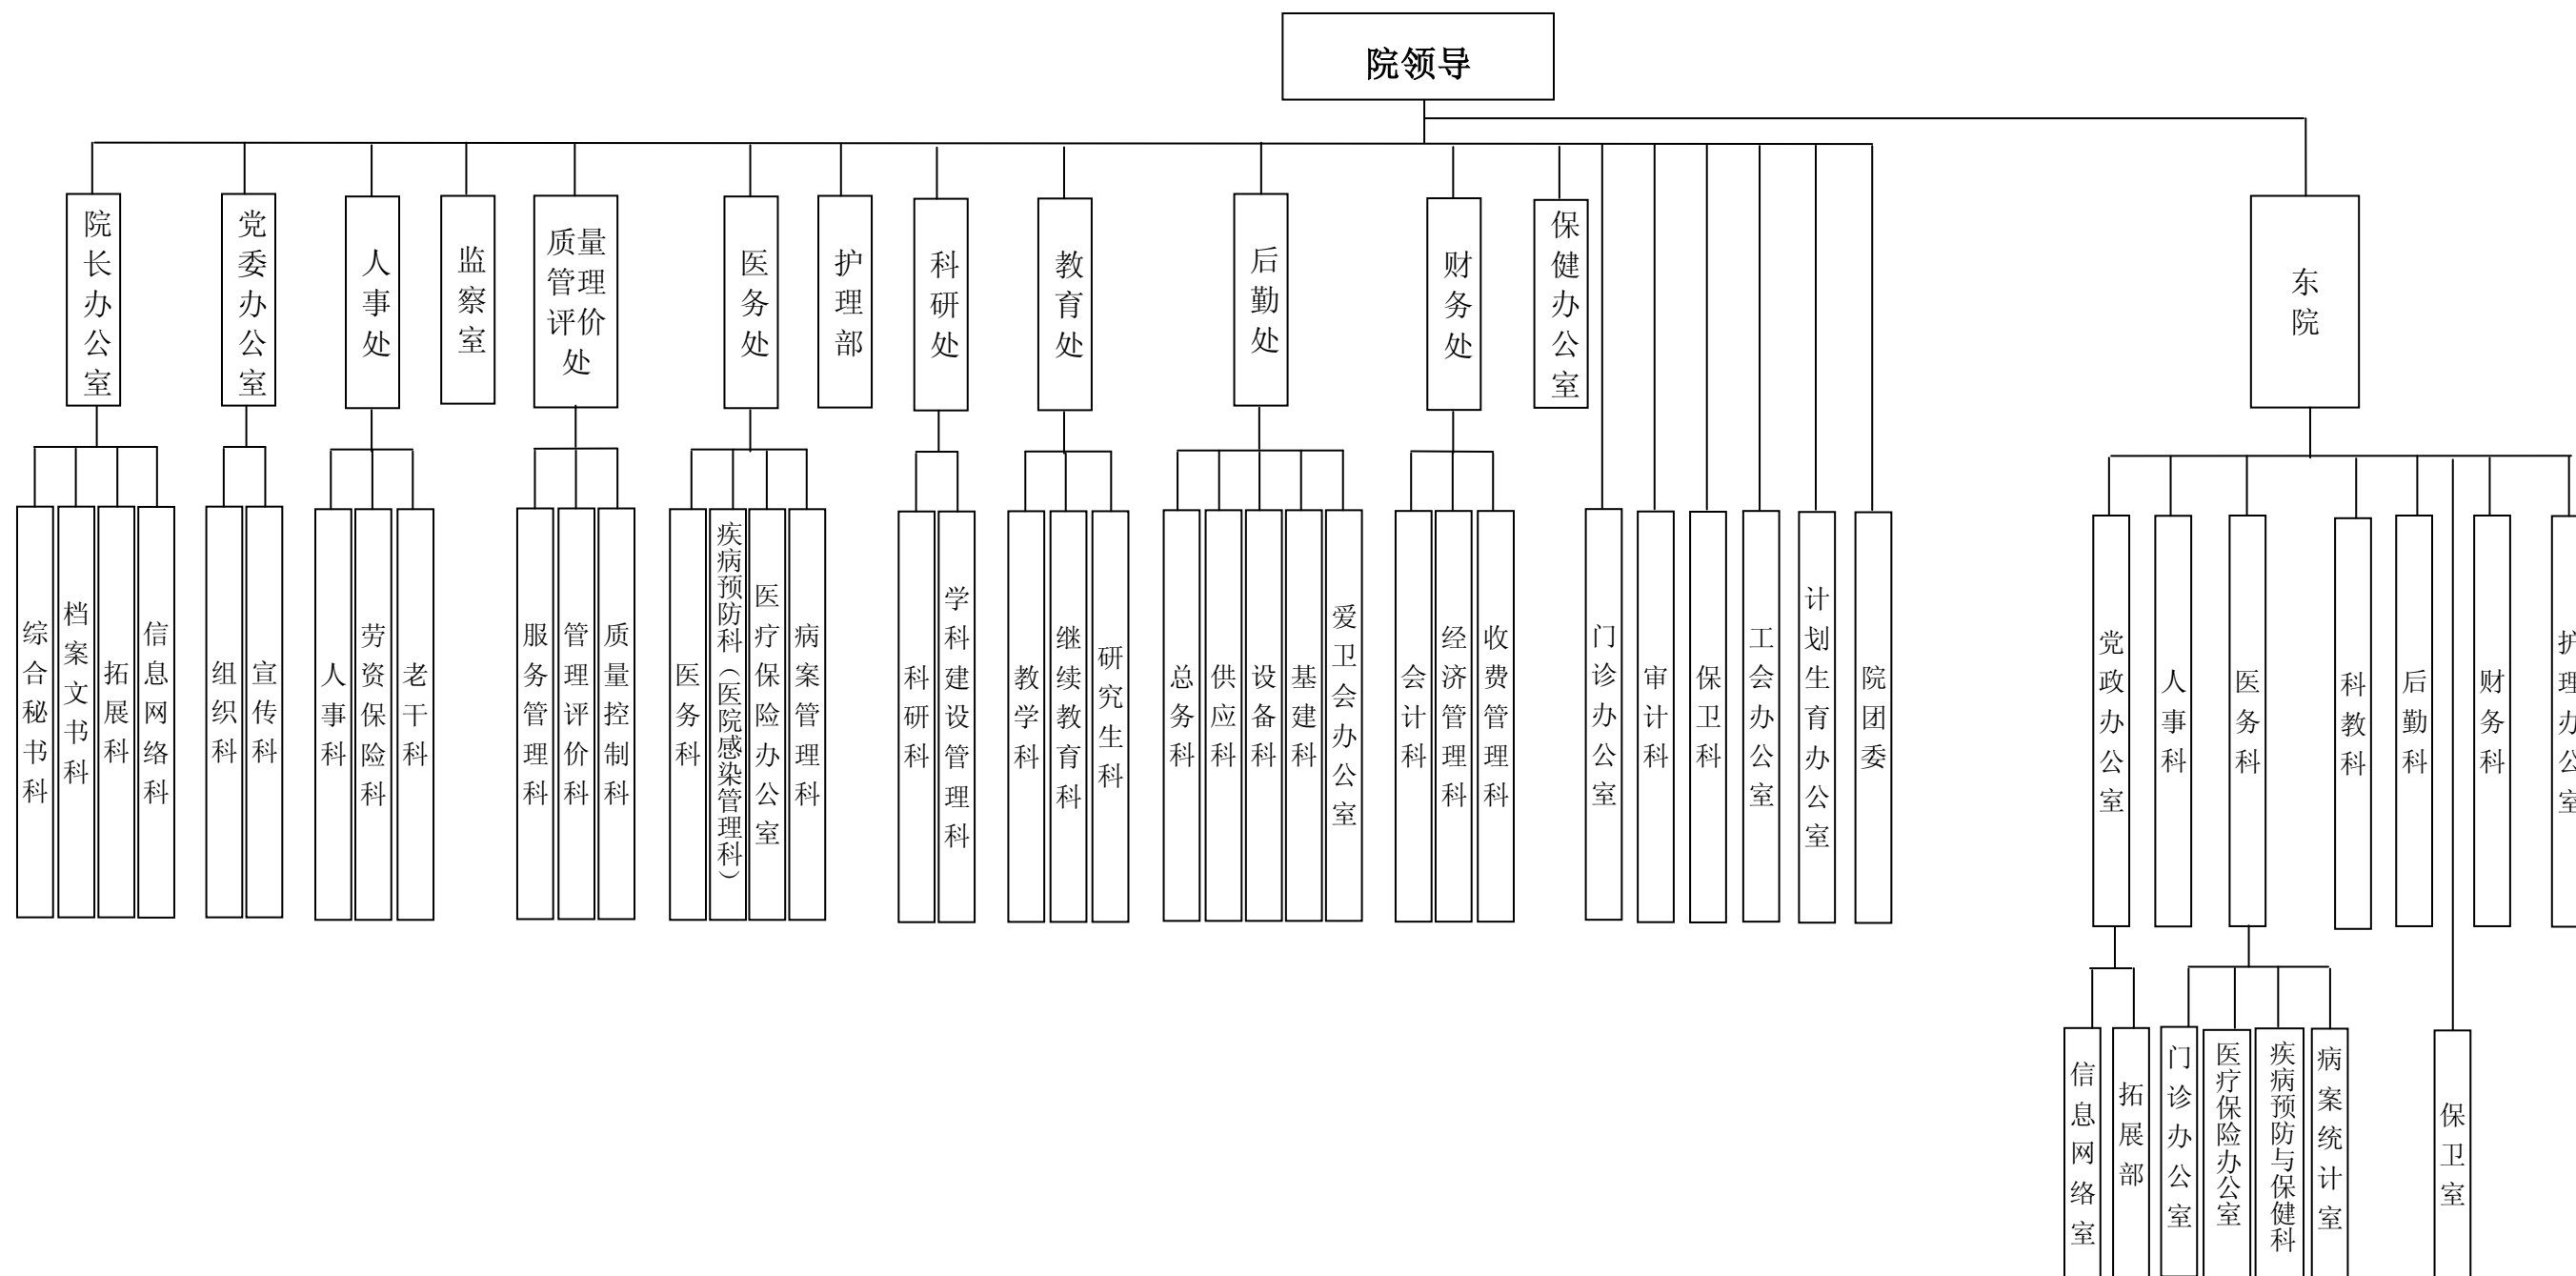 院领导
院长办公室
党委办公室
人事处
监察室
质量管理评价处
医务处
护理部
科研处
教育处
后勤处
财务处
保健办公室
东院
综合秘书科
档案文书科
拓展科
信息网络科
组织科
宣传科
人事科
劳资保险科
老干科
服务管理科
管理评价科
质量控制科
医务科
疾病预防科（医院感染管理科）
医疗保险办公室
病案管理科
科研科
学科建设管理科
教学科
继续教育科
研究生科
总务科
供应科
设备科
基建科
爱卫会办公室
会计科
经济管理科
收费管理科
门诊办公室
审计科
保卫科
工会办公室
计划生育办公室
院团委
党政办公室
人事科
医务科
科教科
后勤科
财务科
护理办公室
信息网络室
拓展部
门诊办公室
医疗保险办公室
疾病预防与保健科
病案统计室
保卫室